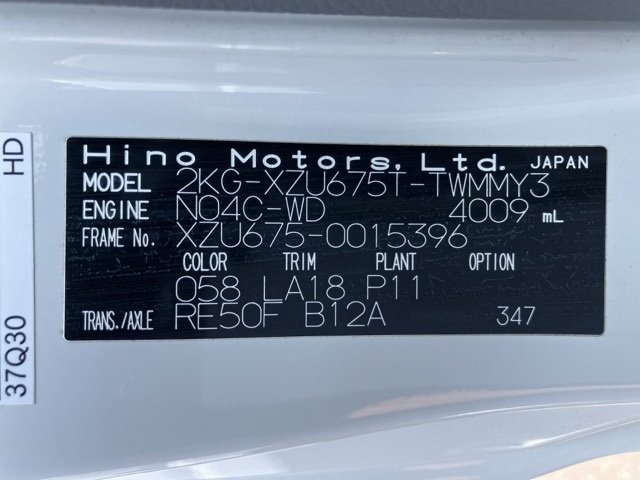 Hino Motors, Ltd. JAPAN
MODEL 2KG-XZU675T-TWMMY3
ENGINE N04C-WD 4009 mL
FRAME No. XZU675-0015396
COLOR TRIM PLANT OPTION
058 LA18 P11
TRANS./AXLE RE50F B12A 347
HD
37Q30